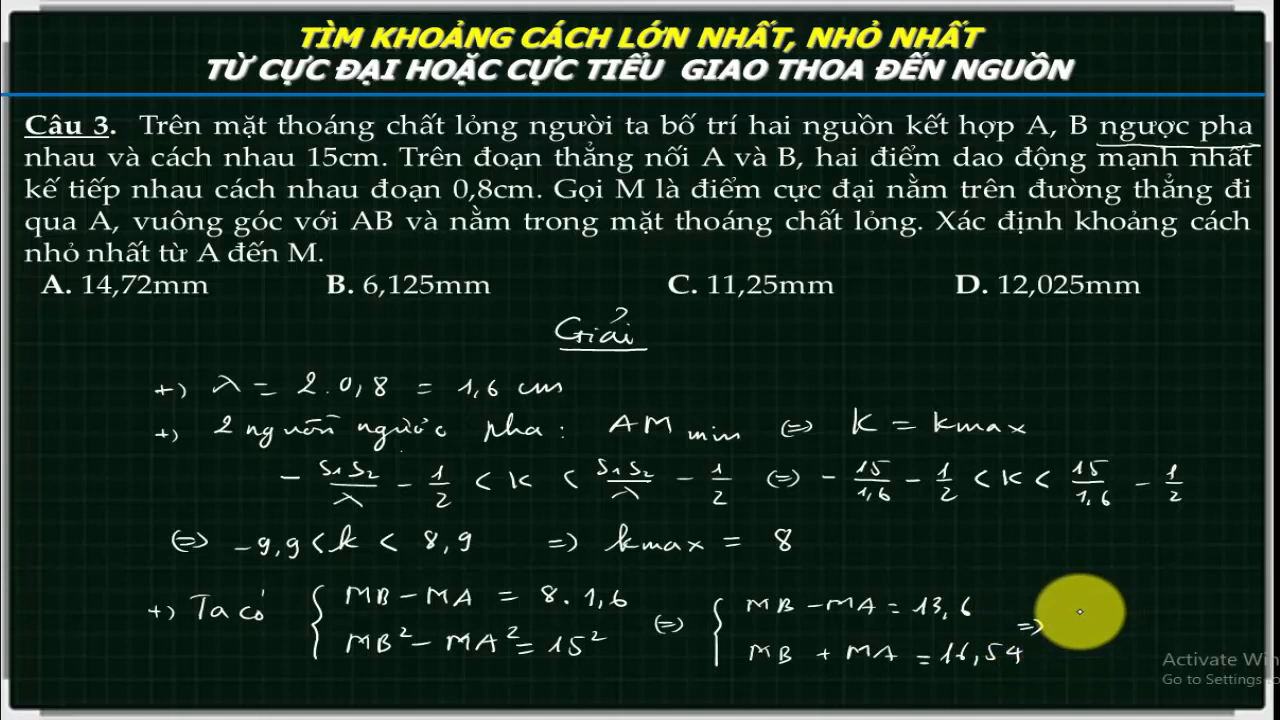 TÌM KHOẢNG CÁCH LỚN NHẤT, NHỎ NHẤT
TỪ CỰC ĐẠI HOẶC CỰC TIỂU GIAO THOA ĐẾN NGUỒN
Câu 3. Trên mặt thoáng chất lỏng người ta bố trí hai nguồn kết hợp A, B ngược pha
nhau và cách nhau 15cm. Trên đoạn thẳng nối A và B, hai điểm dao động mạnh nhất
kế tiếp nhau cách nhau đoạn 0,8cm. Gọi M là điểm cực đại nằm trên đường thẳng đi
qua A, vuông góc với AB và nằm trong mặt thoáng chất lỏng. Xác định khoảng cách
nhỏ nhất từ A đến M.
A. 14,72mm B. 6,125mm C. 11,25mm D. 12,025mm
Giải
+) λ = 2.0,8 = 1,6 cm
+) 2 nguồn ngược pha: AM min ⇔ K = kmax
- S1S2/λ - 1/2 < K < S1S2/λ - 1/2 ⇔ - 15/1,6 - 1/2 < K < 15/1,6 - 1/2
⇔ -9,9 < k < 8,9 ⇒ kmax = 8
+) Ta có { MB - MA = 8.1,6 ⇔ { MB - MA = 13,6 ⇒
MB² - MA² = 15² MB + MA = 16,54
Activate Win
Go to Settings to